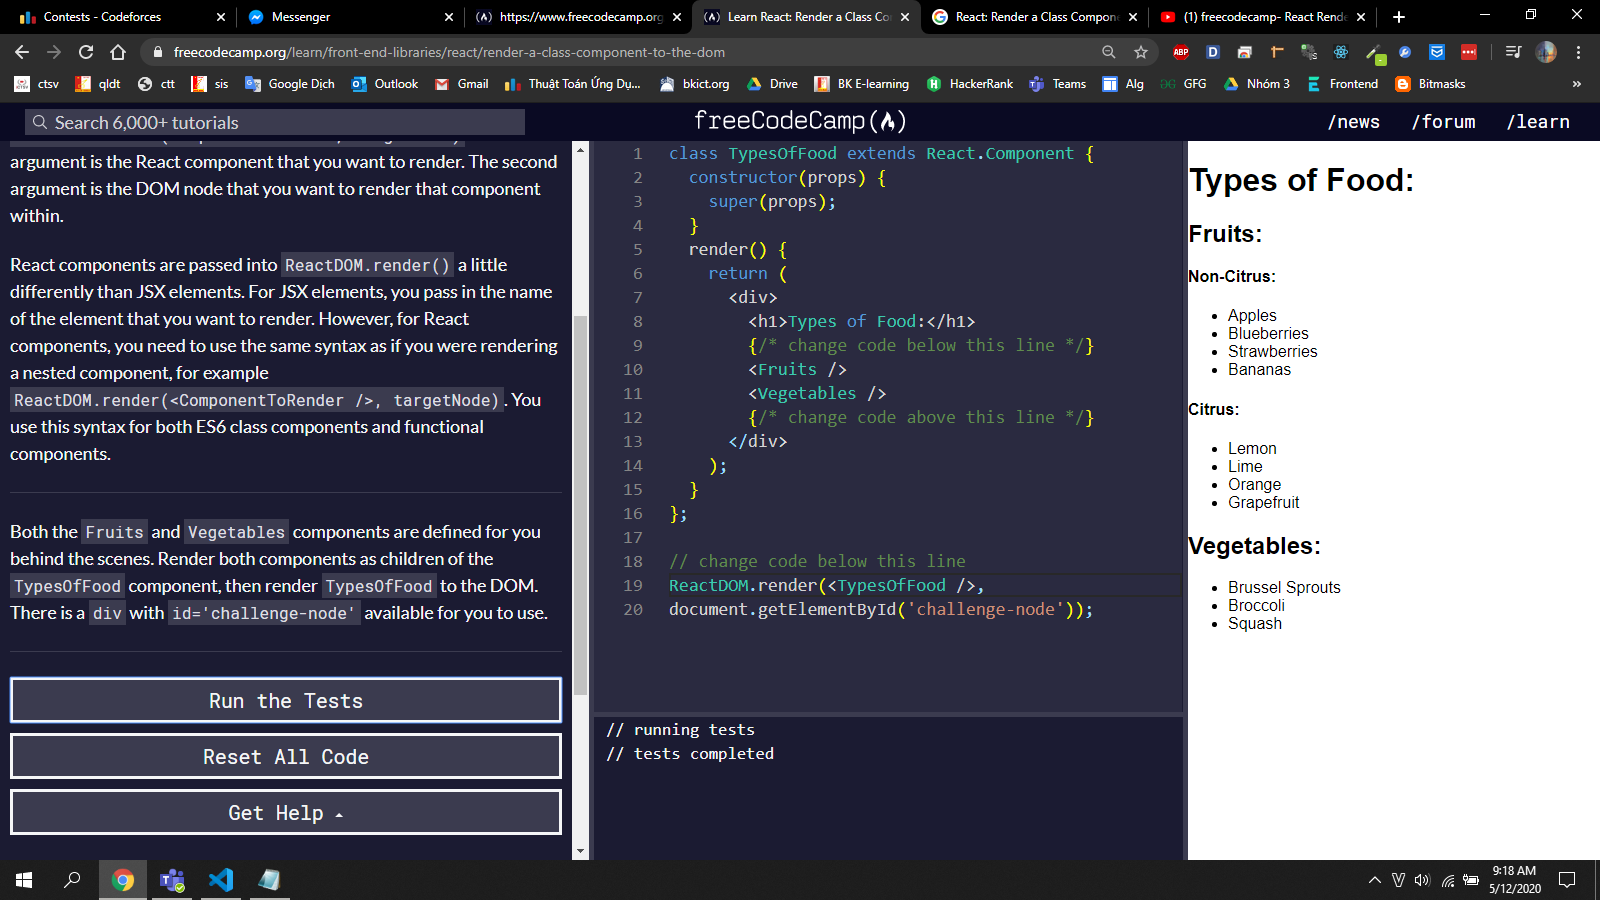 Contests - Codeforces
Messenger
https://www.freecodecamp.org
Learn React: Render a Class Co
React: Render a Class Compon
(1) freecodecamp- React Rende
freecodecamp.org/learn/front-end-libraries/react/render-a-class-component-to-the-dom
ctsv qldt ctt sis Google Dịch Outlook Gmail Thuật Toán Ứng Dụ... bkict.org Drive BK E-learning HackerRank Teams Alg GFG Nhóm 3 Frontend Bitmasks »
Search 6,000+ tutorials
freeCodeCamp
/news /forum /learn
argument is the React component that you want to render. The second
argument is the DOM node that you want to render that component
within.
React components are passed into ReactDOM.render() a little
differently than JSX elements. For JSX elements, you pass in the name
of the element that you want to render. However, for React
components, you need to use the same syntax as if you were rendering
a nested component, for example
ReactDOM.render(<ComponentToRender />, targetNode). You
use this syntax for both ES6 class components and functional
components.
Both the Fruits and Vegetables components are defined for you
behind the scenes. Render both components as children of the
TypesOfFood component, then render TypesOfFood to the DOM.
There is a div with id='challenge-node' available for you to use.
Run the Tests
Reset All Code
Get Help
1 class TypesOfFood extends React.Component {
2 constructor(props) {
3 super(props);
4 }
5 render() {
6 return (
7 <div>
8 <h1>Types of Food:</h1>
9 {/* change code below this line */}
10 <Fruits />
11 <Vegetables />
12 {/* change code above this line */}
13 </div>
14 );
15 }
16 };
17
18 // change code below this line
19 ReactDOM.render(<TypesOfFood />,
20 document.getElementById('challenge-node'));
// running tests
// tests completed
Types of Food:
Fruits:
Non-Citrus:
Apples
Blueberries
Strawberries
Bananas
Citrus:
Lemon
Lime
Orange
Grapefruit
Vegetables:
Brussel Sprouts
Broccoli
Squash
9:18 AM
5/12/2020